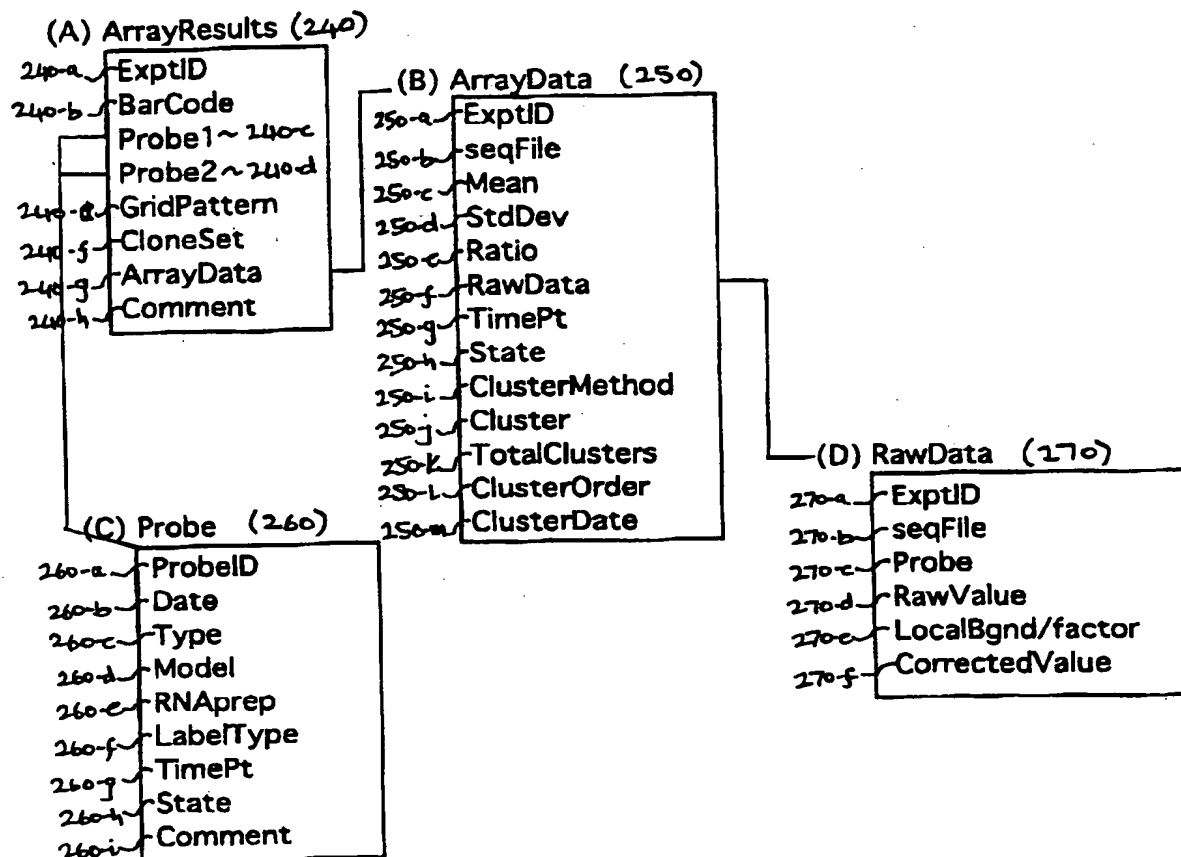 (A) ArrayResults (240)
240-a ExptID
240-b BarCode
Probe1~240-c
Probe2~240-d
GridPattern
240-f CloneSet
240-g ArrayData
240-h Comment
(B) ArrayData (250)
250-a ExptID
250-b seqFile
250-c Mean
250-d StdDev
250-e Ratio
250-f RawData
250-g TimePt
250-h State
250-i ClusterMethod
250-j Cluster
250-k TotalClusters
250-l ClusterOrder
250-m ClusterDate
(C) Probe (260)
260-a ProbeID
260-b Date
260-c Type
260-d Model
260-e RNAprep
260-f LabelType
260-g TimePt
260-h State
260-i Comment
(D) RawData (270)
270-a ExptID
270-b seqFile
270-c Probe
270-d RawValue
270-e LocalBgnd/factor
270-f CorrectedValue